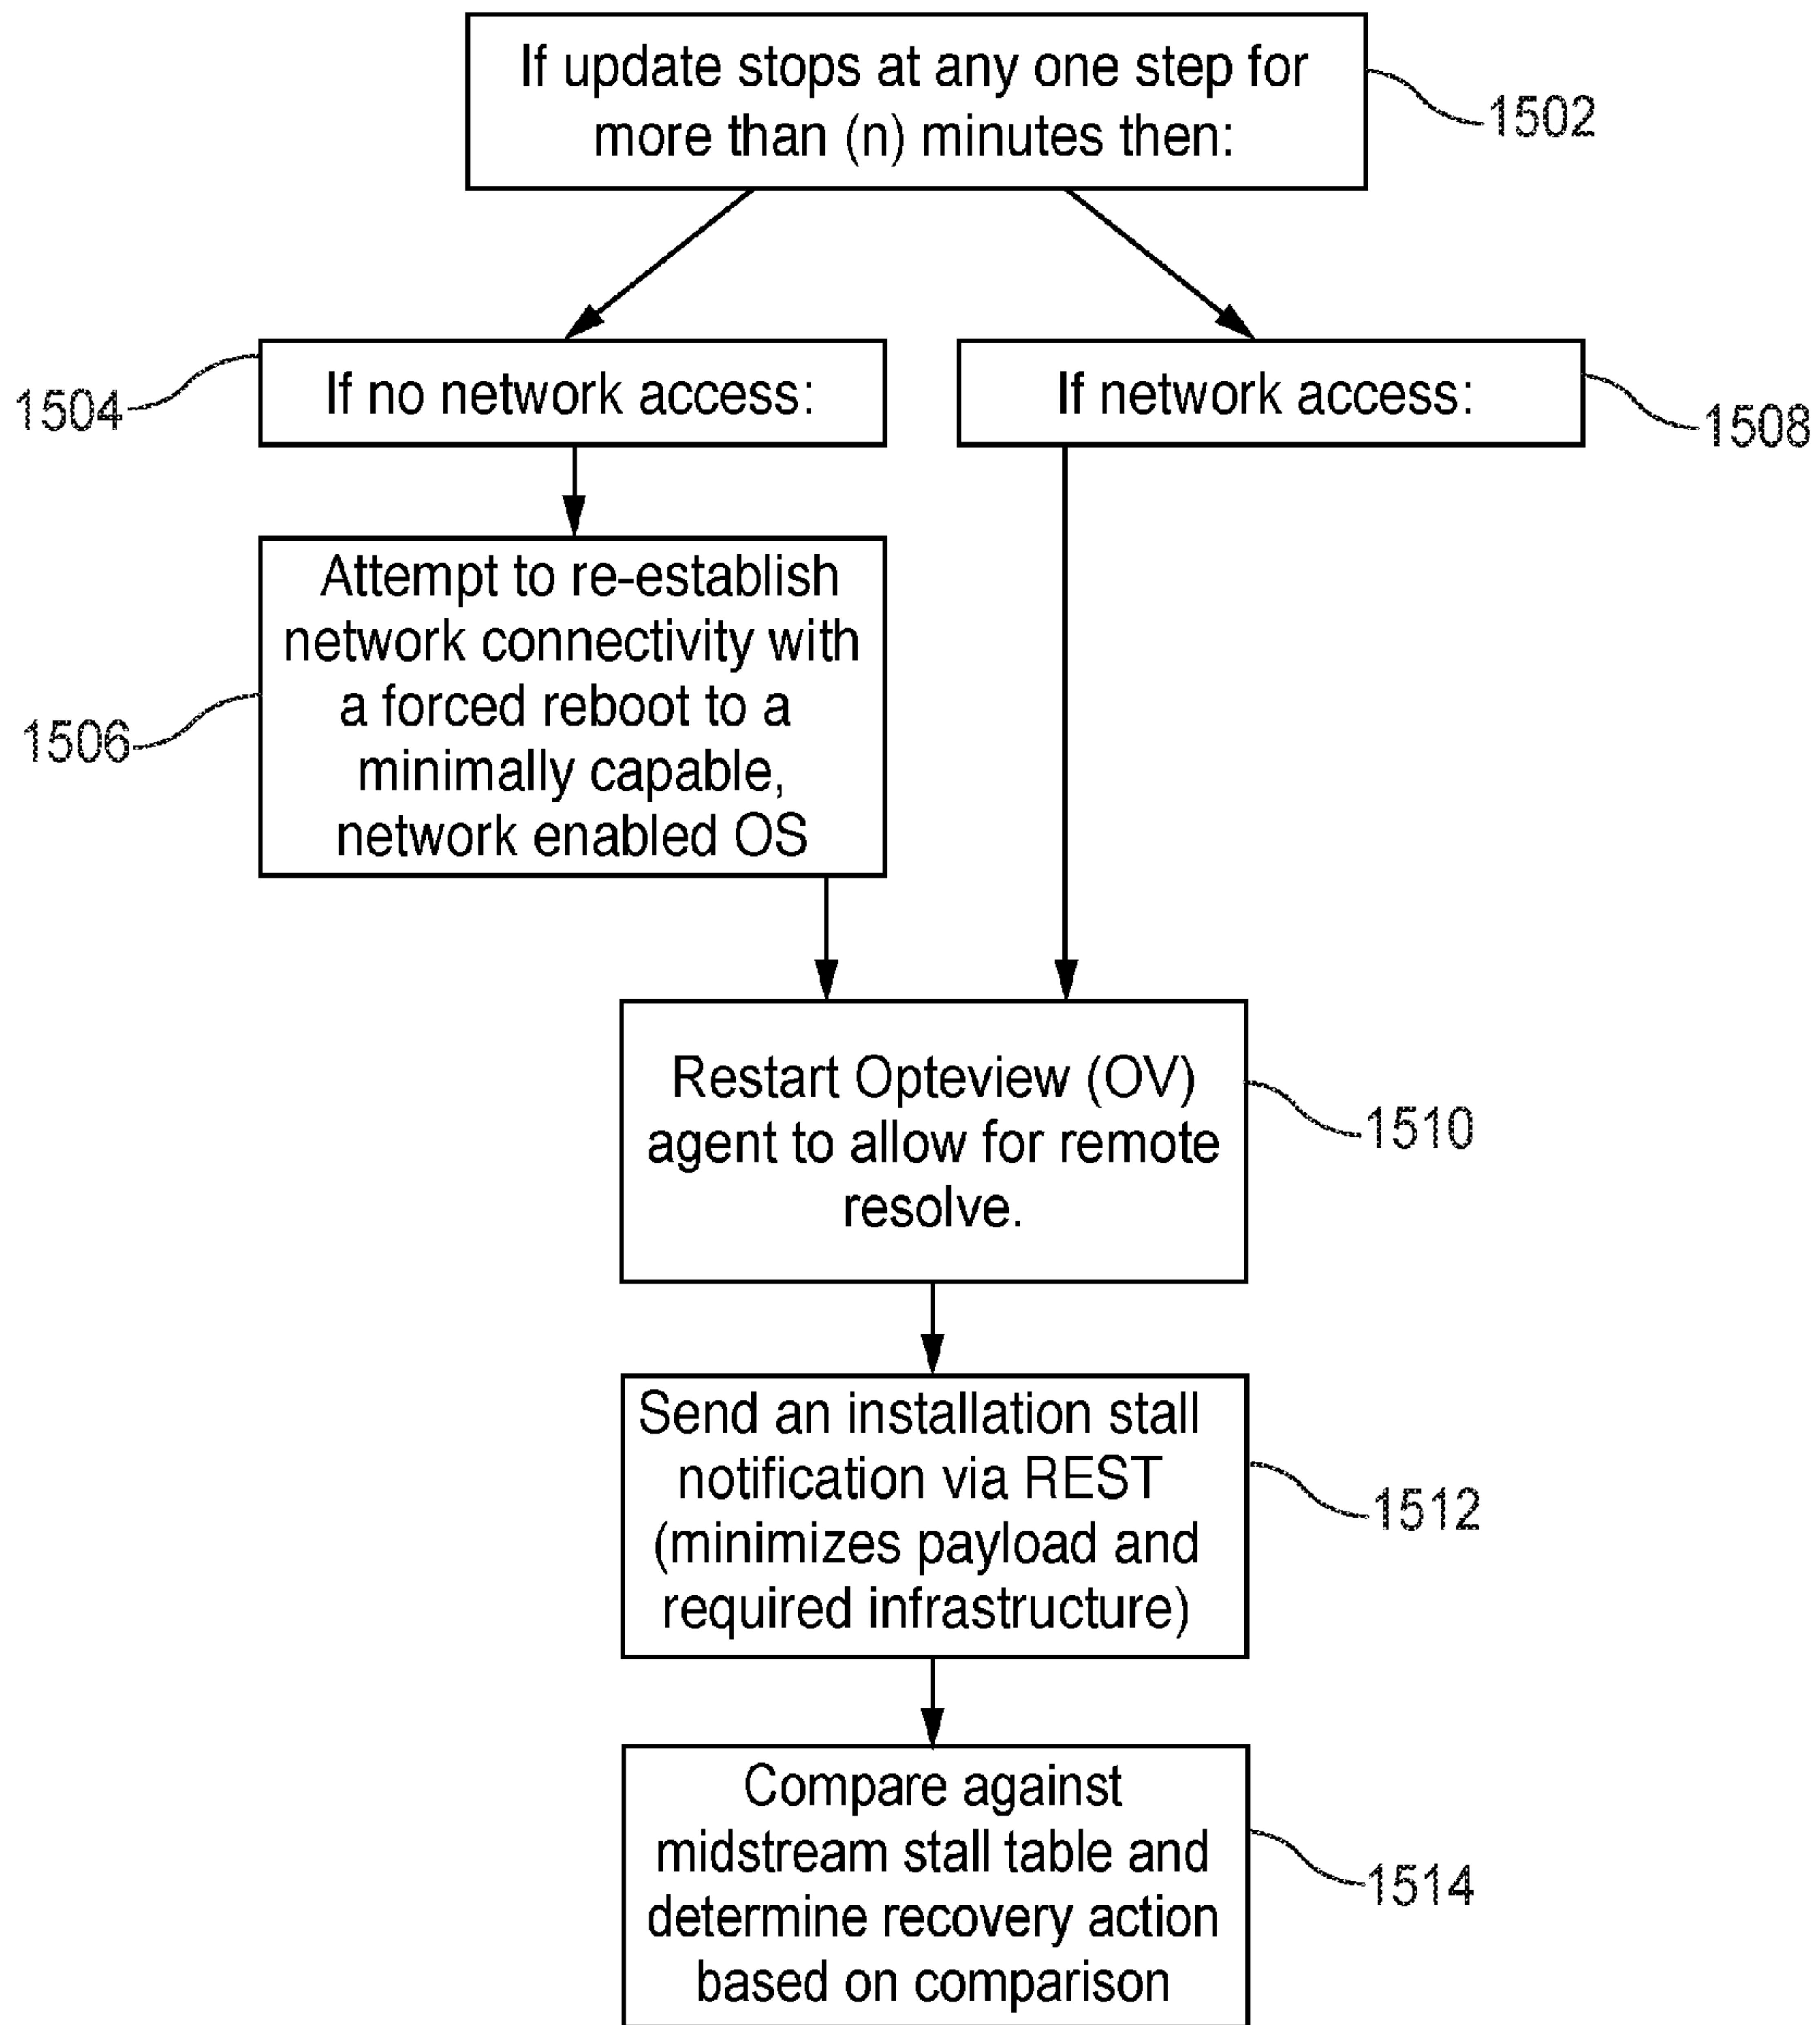 If update stops at any one step for
more than (n) minutes then:
1502
If no network access:
1504
If network access:
1508
Attempt to re-establish
network connectivity with
a forced reboot to a
minimally capable,
network enabled OS
1506
Restart Opteview (OV)
agent to allow for remote
resolve.
1510
Send an installation stall
notification via REST
(minimizes payload and
required infrastructure)
1512
Compare against
midstream stall table and
determine recovery action
based on comparison
1514